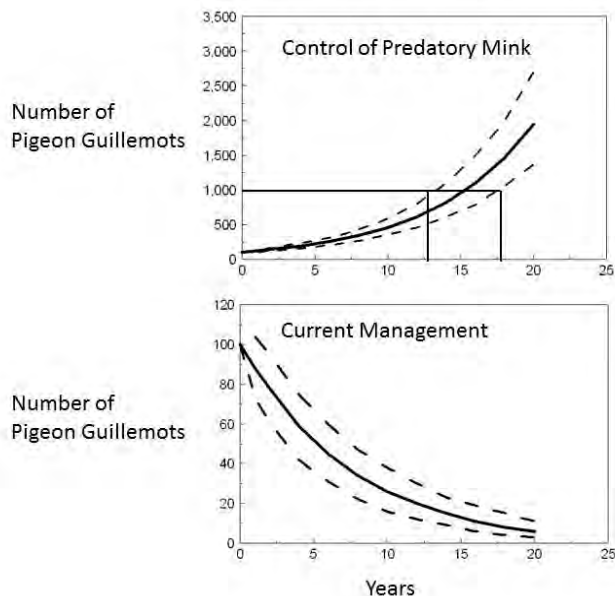 3,500
Control of Predatory Mink
3,000
2,500
Number of
Pigeon Guillemots
2,000
1,500
1,000
500
0
0 5 10 15 20 25
120
Current Management
100
80
Number of
Pigeon Guillemots
60
40
20
0
0 5 10 15 20 25
Years